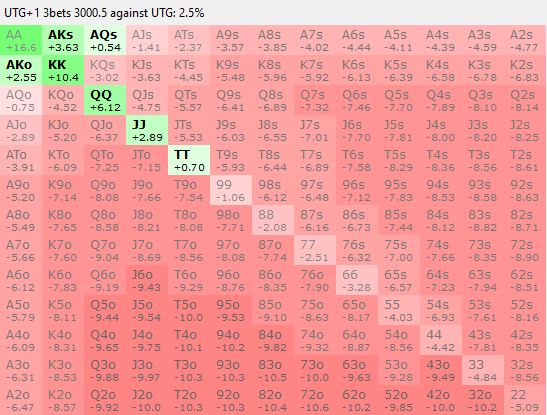 UTG+1 3bets 3000.5 against UTG: 2.5%
AA AKs AQs AJs ATs A9s A8s A7s A6s A5s A4s A3s A2s
+16.6 +3.63 +0.54 -1.41 -2.37 -3.57 -3.85 -4.02 -4.44 -4.11 -4.39 -4.59 -4.77
AKo KK KQs KJs KTs K9s K8s K7s K6s K5s K4s K3s K2s
+2.55 +10.4 -3.02 -3.63 -4.45 -5.48 -5.96 -5.92 -6.13 -6.39 -6.58 -6.78 -6.83
AQo KQo QQ QJs QTs Q9s Q8s Q7s Q6s Q5s Q4s Q3s Q2s
-0.75 -4.52 +6.12 -4.75 -5.57 -6.41 -6.89 -7.32 -7.46 -7.70 -7.89 -8.10 -8.14
AJo KJo QJo JJ JTs J9s J8s J7s J6s J5s J4s J3s J2s
-2.89 -5.20 -6.37 +2.89 -5.53 -6.03 -6.55 -7.01 -7.70 -7.81 -8.00 -8.20 -8.25
ATo KTo QTo JTo TT T9s T8s T7s T6s T5s T4s T3s T2s
-3.91 -6.09 -7.25 -7.15 +0.70 -5.93 -6.44 -6.89 -7.58 -8.29 -8.36 -8.56 -8.61
A9o K9o Q9o J9o T9o 99 98s 97s 96s 95s 94s 93s 92s
-5.20 -7.14 -8.08 -7.66 -7.54 -1.06 -6.12 -6.48 -7.12 -7.83 -8.53 -8.58 -8.63
A8o K8o Q8o J8o T8o 98o 88 87s 86s 85s 84s 83s 82s
-5.49 -7.65 -8.58 -8.21 -8.08 -7.71 -2.08 -6.16 -6.73 -7.44 -8.12 -8.82 -8.71
A7o K7o Q7o J7o T7o 97o 87o 77 76s 75s 74s 73s 72s
-5.66 -7.60 -9.04 -8.69 -8.56 -8.08 -7.74 -2.51 -6.32 -7.00 -7.66 -8.35 -8.90
A6o K6o Q6o J6o T6o 96o 86o 76o 66 65s 64s 63s 62s
-6.12 -7.83 -9.19 -9.43 -9.29 -8.76 -8.35 -7.90 -3.28 -6.57 -7.23 -7.94 -8.51
A5o K5o Q5o J5o T5o 95o 85o 75o 65o 55 54s 53s 52s
-5.79 -8.11 -9.44 -9.54 -10.0 -9.53 -9.10 -8.63 -8.17 -4.03 -6.93 -7.61 -8.16
A4o K4o Q4o J4o T4o 94o 84o 74o 64o 54o 44 43s 42s
-6.09 -8.31 -9.65 -9.75 -10.1 -10.2 -9.82 -9.32 -8.87 -8.56 -4.42 -7.81 -8.35
A3o K3o Q3o J3o T3o 93o 83o 73o 63o 53o 43o 33 32s
-6.31 -8.53 -9.88 -9.97 -10.3 -10.3 -10.5 -10.0 -9.63 -9.28 -9.49 -4.84 -8.56
A2o K2o Q2o J2o T2o 92o 82o 72o 62o 52o 42o 32o 22
-6.47 -8.57 -9.92 -10.0 -10.3 -10.4 -10.4 -10.6 -10.2 -9.85 -10.0 -10.2 -5.09